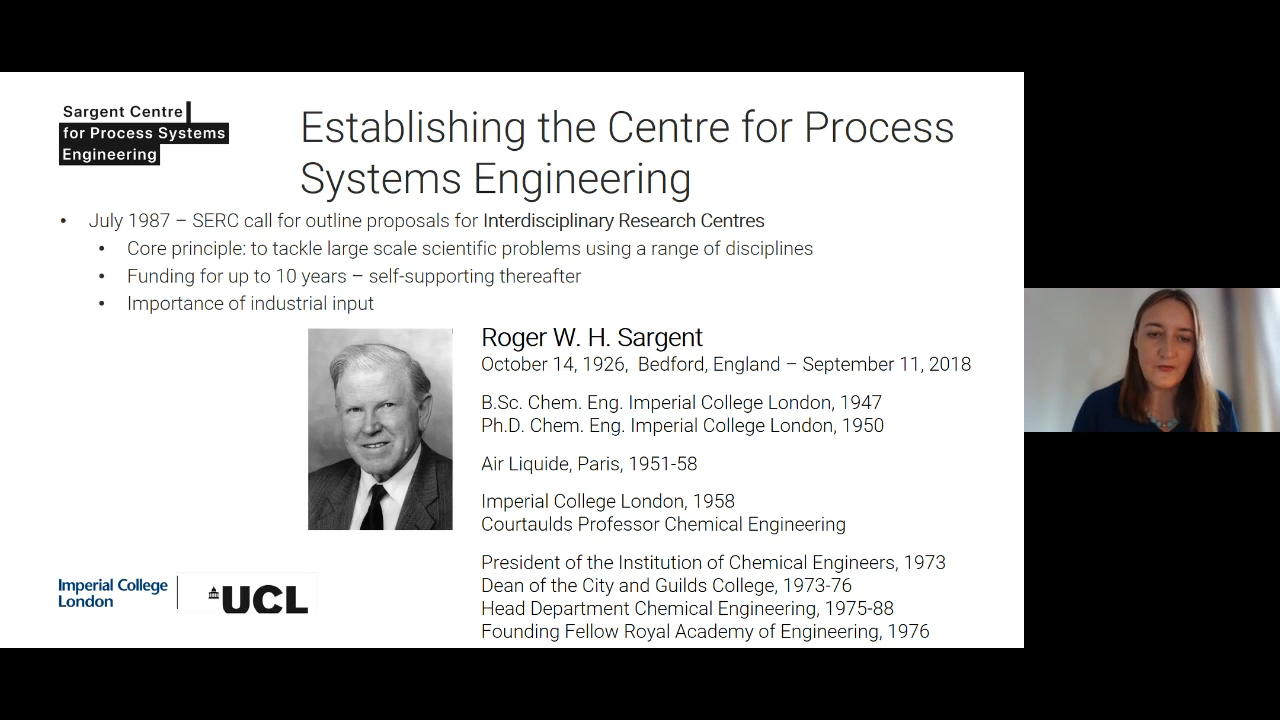 Sargent Centre
for Process Systems
Engineering
Establishing the Centre for Process
Systems Engineering
• July 1987 – SERC call for outline proposals for Interdisciplinary Research Centres
• Core principle: to tackle large scale scientific problems using a range of disciplines
• Funding for up to 10 years – self-supporting thereafter
• Importance of industrial input
Roger W. H. Sargent
October 14, 1926, Bedford, England – September 11, 2018
B.Sc. Chem. Eng. Imperial College London, 1947
Ph.D. Chem. Eng. Imperial College London, 1950
Air Liquide, Paris, 1951-58
Imperial College London, 1958
Courtaulds Professor Chemical Engineering
President of the Institution of Chemical Engineers, 1973
Dean of the City and Guilds College, 1973-76
Head Department Chemical Engineering, 1975-88
Founding Fellow Royal Academy of Engineering, 1976
Imperial College
London
UCL